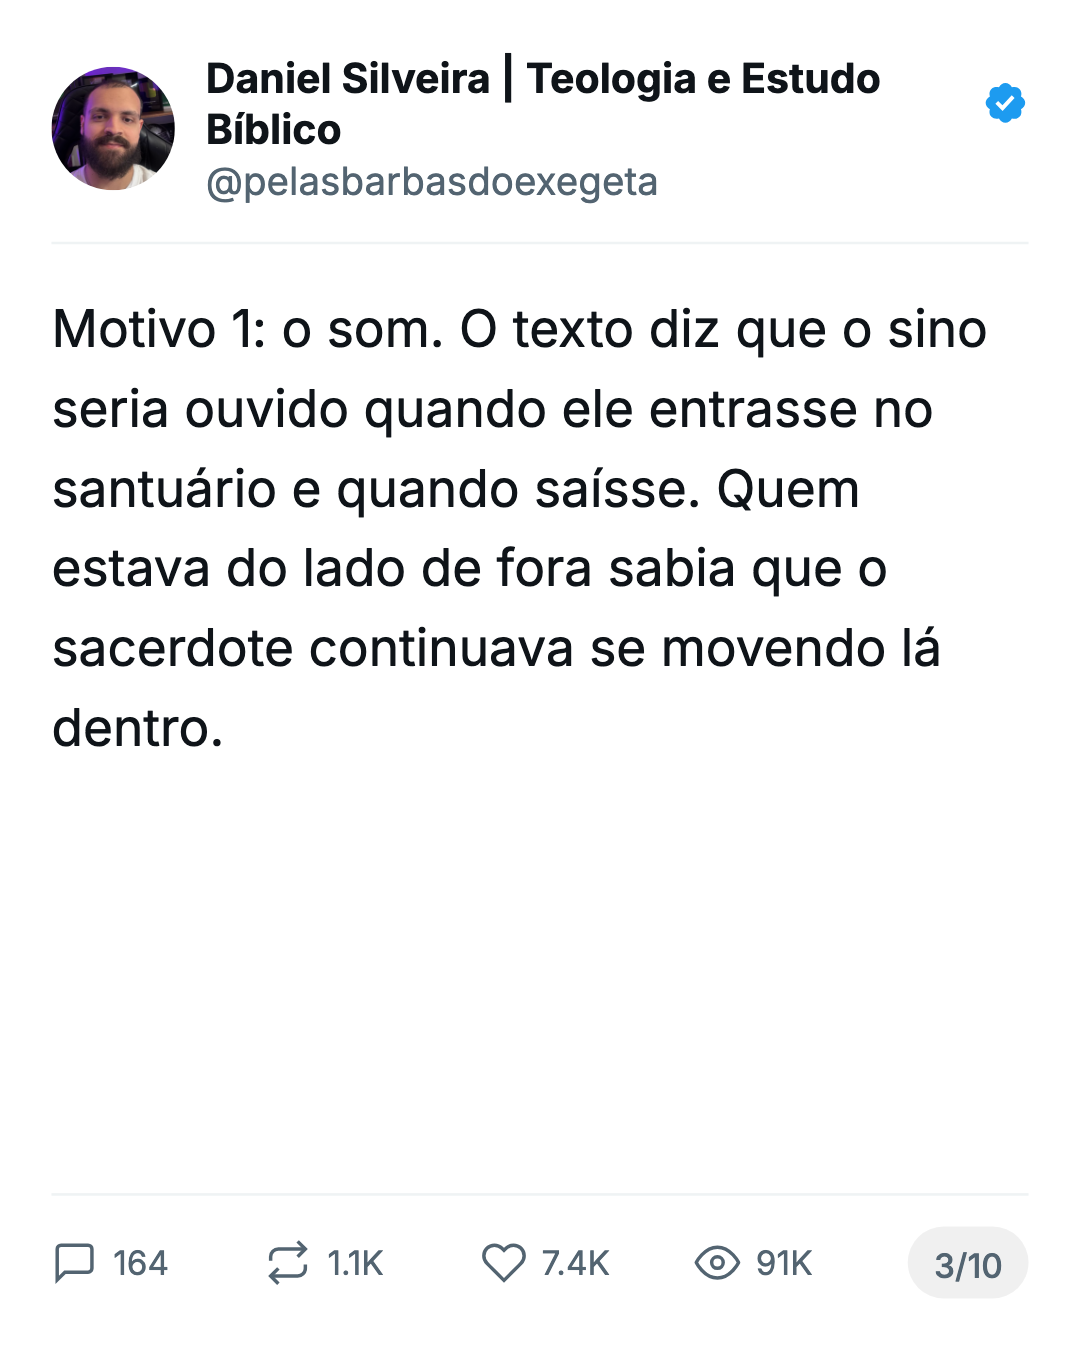 Daniel Silveira | Teologia e Estudo
Bíblico
@pelasbarbasdoexegeta
Motivo 1: o som. O texto diz que o sino
seria ouvido quando ele entrasse no
santuário e quando saísse. Quem
estava do lado de fora sabia que o
sacerdote continuava se movendo lá
dentro.
164 1.1K 7.4K 91K 3/10